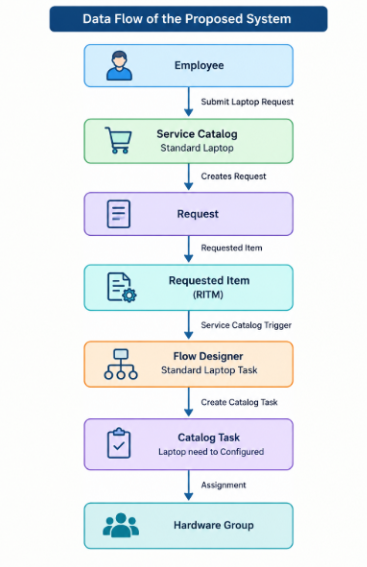 Data Flow of the Proposed System
Employee
Submit Laptop Request
Service Catalog
Standard Laptop
Creates Request
Request
Requested Item
Requested Item
(RITM)
Service Catalog Trigger
Flow Designer
Standard Laptop Task
Create Catalog Task
Catalog Task
Laptop need to Configured
Assignment
Hardware Group